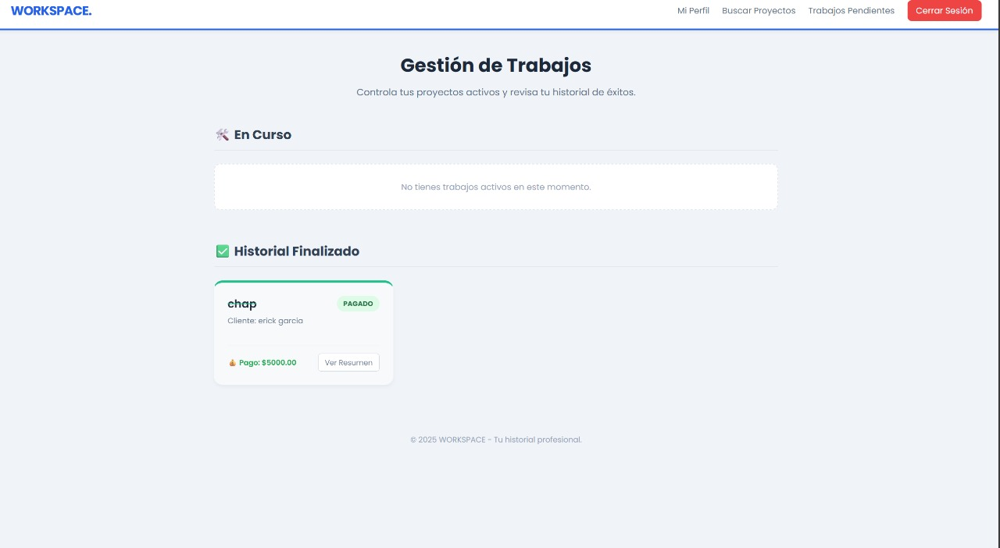 WORKSPACE.
Mi Perfil Buscar Proyectos Trabajos Pendientes Cerrar Sesión
Gestión de Trabajos
Controla tus proyectos activos y revisa tu historial de éxitos.
En Curso
No tienes trabajos activos en este momento.
Historial Finalizado
chap PAGADO
Cliente: erick garcia
Pago: $5000.00 Ver Resumen
© 2025 WORKSPACE - Tu historial profesional.